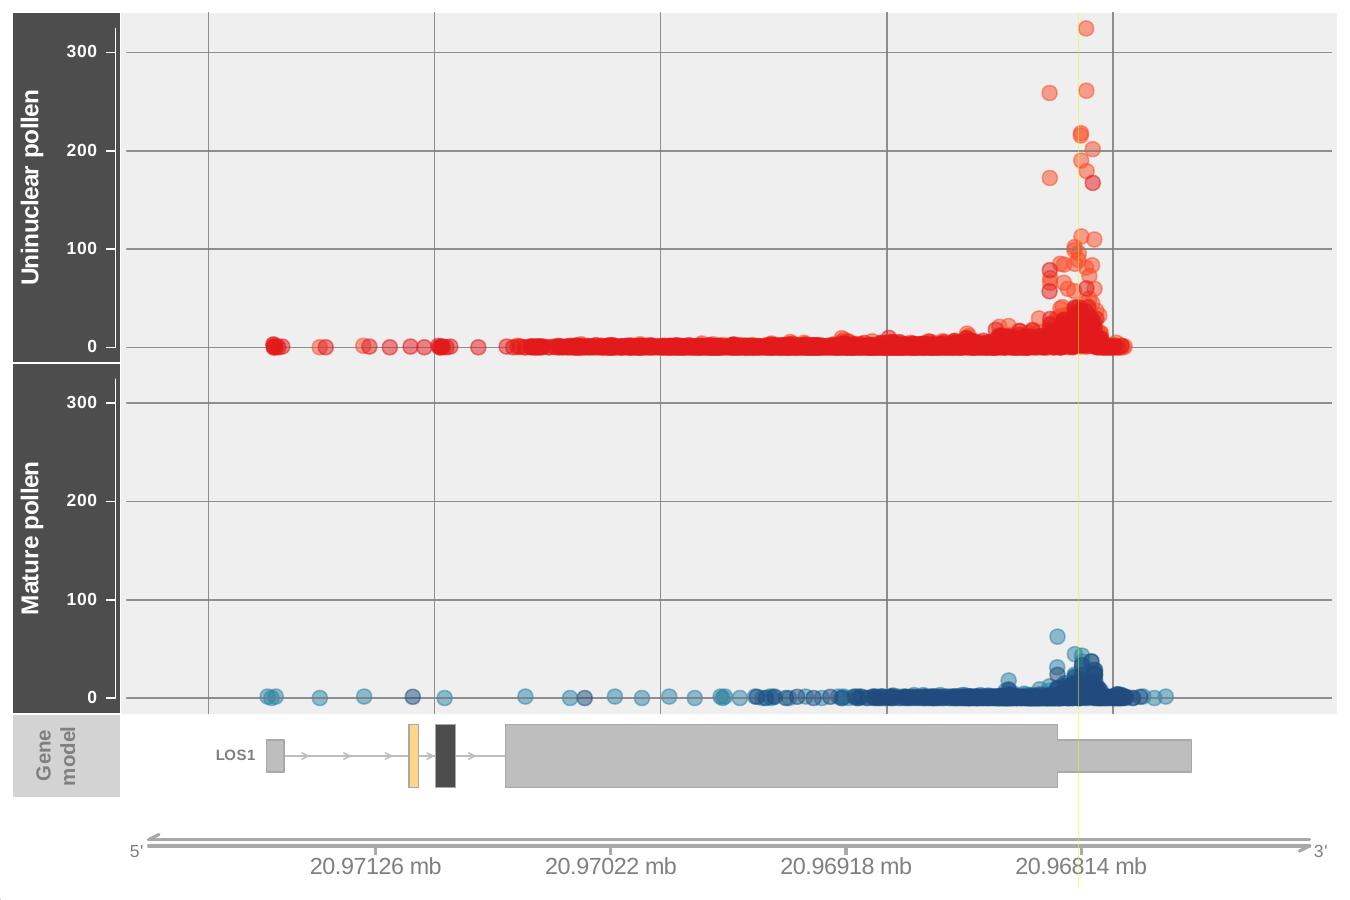 Uninuclear pollen
300
200
100
0
Mature pollen
300
200
100
0
Gene
model
LOS1
5'
3'
20.97126 mb
20.97022 mb
20.96918 mb
20.96814 mb